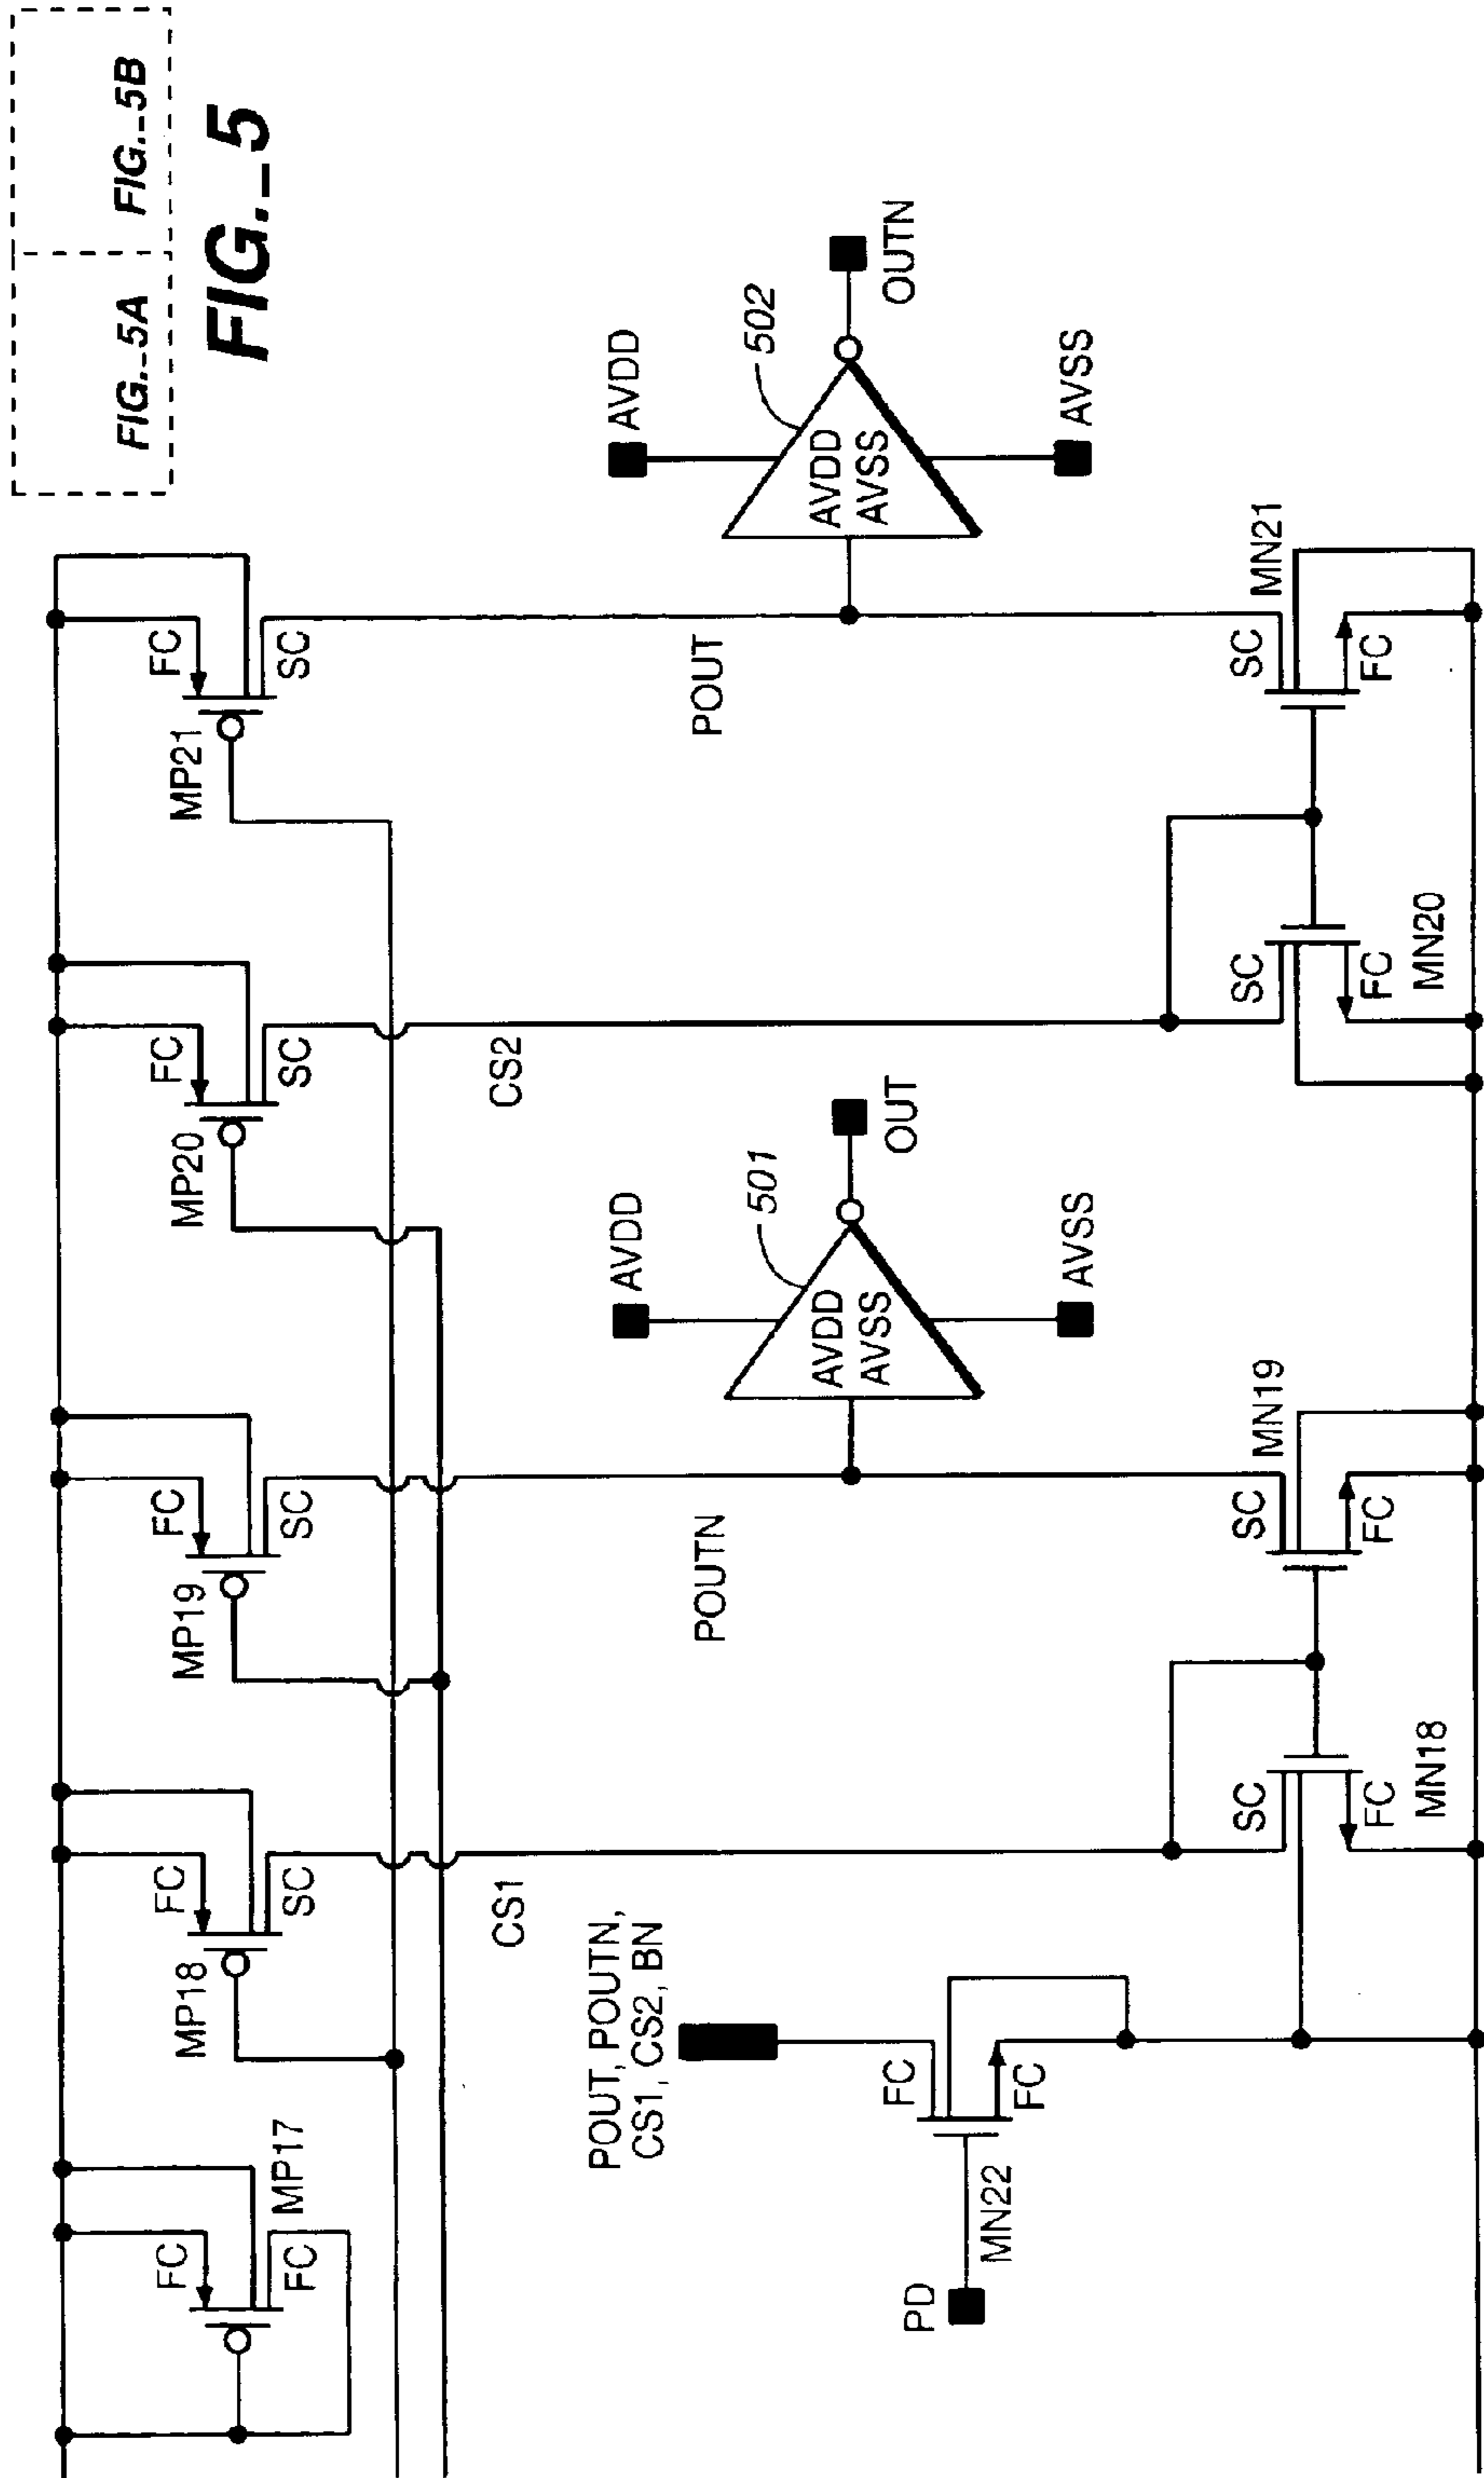 FIG._5A
FIG._5B
FIG._5
FC
FC
MP17
FC
SC
MP18
FC
SC
MP19
FC
SC
MP20
FC
SC
MP21
CS1
POUTN
CS2
POUT
POUT, POUTN,
CS1, CS2, BN
PD
MN22
FC
FC
AVDD
501
AVDD
AVSS
OUT
AVSS
AVDD
502
AVDD
AVSS
OUTN
AVSS
SC
FC
MN18
SC
FC
MN19
SC
FC
MN20
SC
FC
MN21